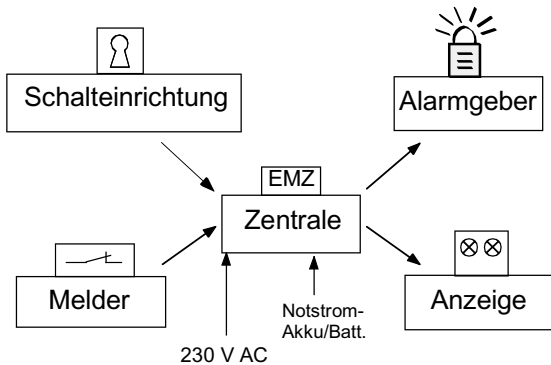 Schalteinrichtung
Alarmgeber
EMZ
Zentrale
Melder
Anzeige
Notstrom-
Akku/Batt.
230 V AC